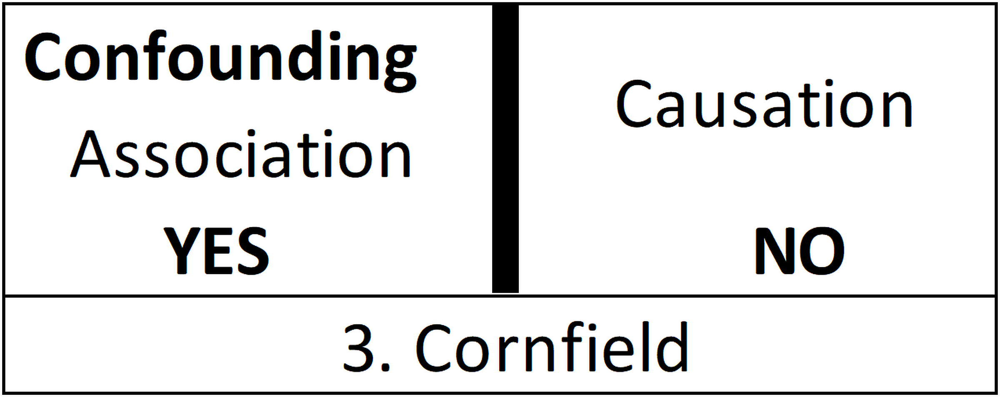 Confounding
Association
YES
Causation
NO
3. Cornfield